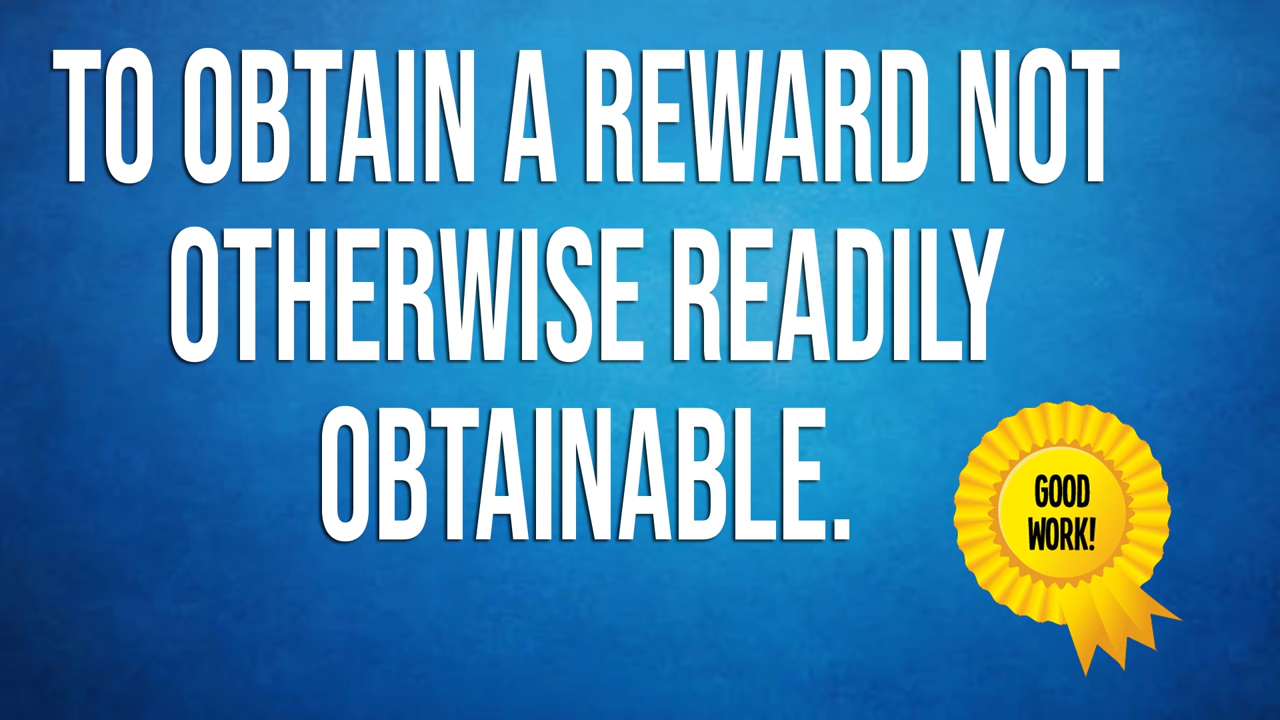 TO OBTAIN A REWARD NOT
OTHERWISE READILY
OBTAINABLE.
GOOD
WORK!